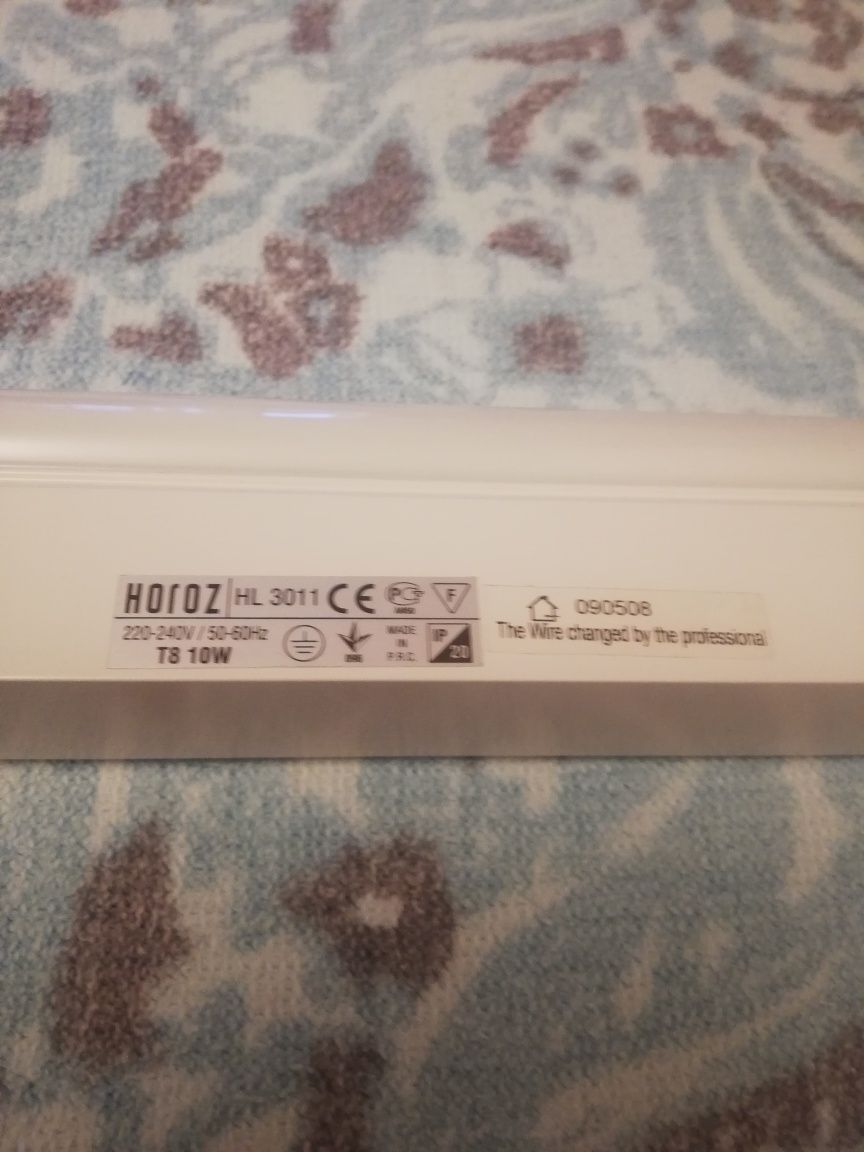 HOROZ HL 3011 CE F
220-240V / 50-60Hz
T8 10W
096
MADE
IN
P.R.C.
IP
20
090508
The Wire changed by the professional